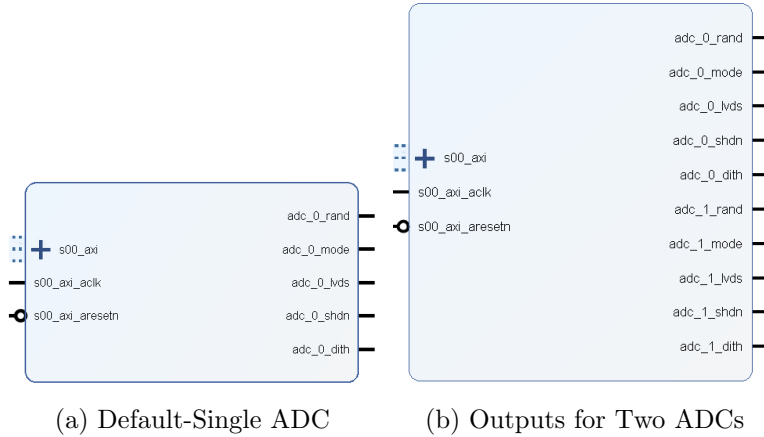 adc_0_rand
adc_0_mode
adc_0_lvds
adc_0_shdn
adc_0_dith
s00_axi
s00_axi_aclk
s00_axi_aresetn
(a) Default-Single ADC
adc_0_rand
adc_0_mode
adc_0_lvds
adc_0_shdn
adc_0_dith
adc_1_rand
adc_1_mode
adc_1_lvds
adc_1_shdn
adc_1_dith
s00_axi
s00_axi_aclk
s00_axi_aresetn
(b) Outputs for Two ADCs